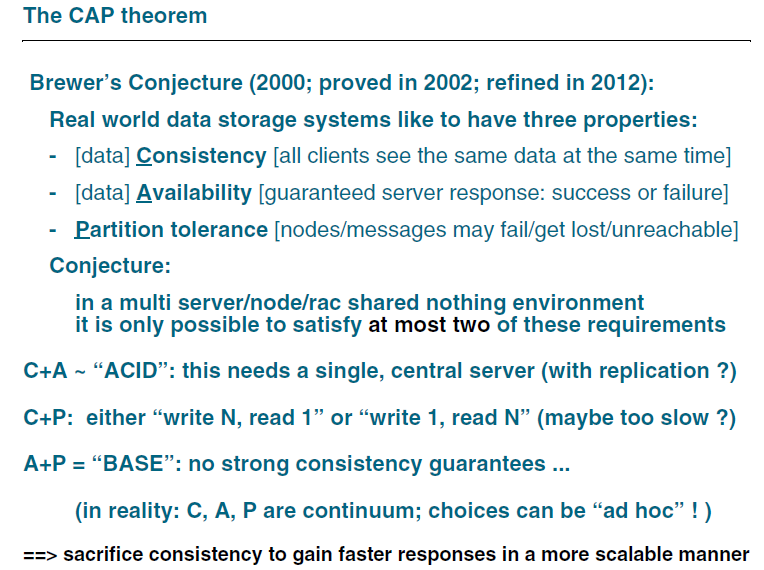 The CAP theorem
Brewer’s Conjecture (2000; proved in 2002; refined in 2012):
Real world data storage systems like to have three properties:
- [data] Consistency [all clients see the same data at the same time]
- [data] Availability [guaranteed server response: success or failure]
- Partition tolerance [nodes/messages may fail/get lost/unreachable]
Conjecture:
in a multi server/node/rac shared nothing environment
it is only possible to satisfy at most two of these requirements
C+A ~ “ACID”: this needs a single, central server (with replication ?)
C+P: either “write N, read 1” or “write 1, read N” (maybe too slow ?)
A+P = “BASE”: no strong consistency guarantees ...
(in reality: C, A, P are continuum; choices can be “ad hoc” ! )
==> sacrifice consistency to gain faster responses in a more scalable manner